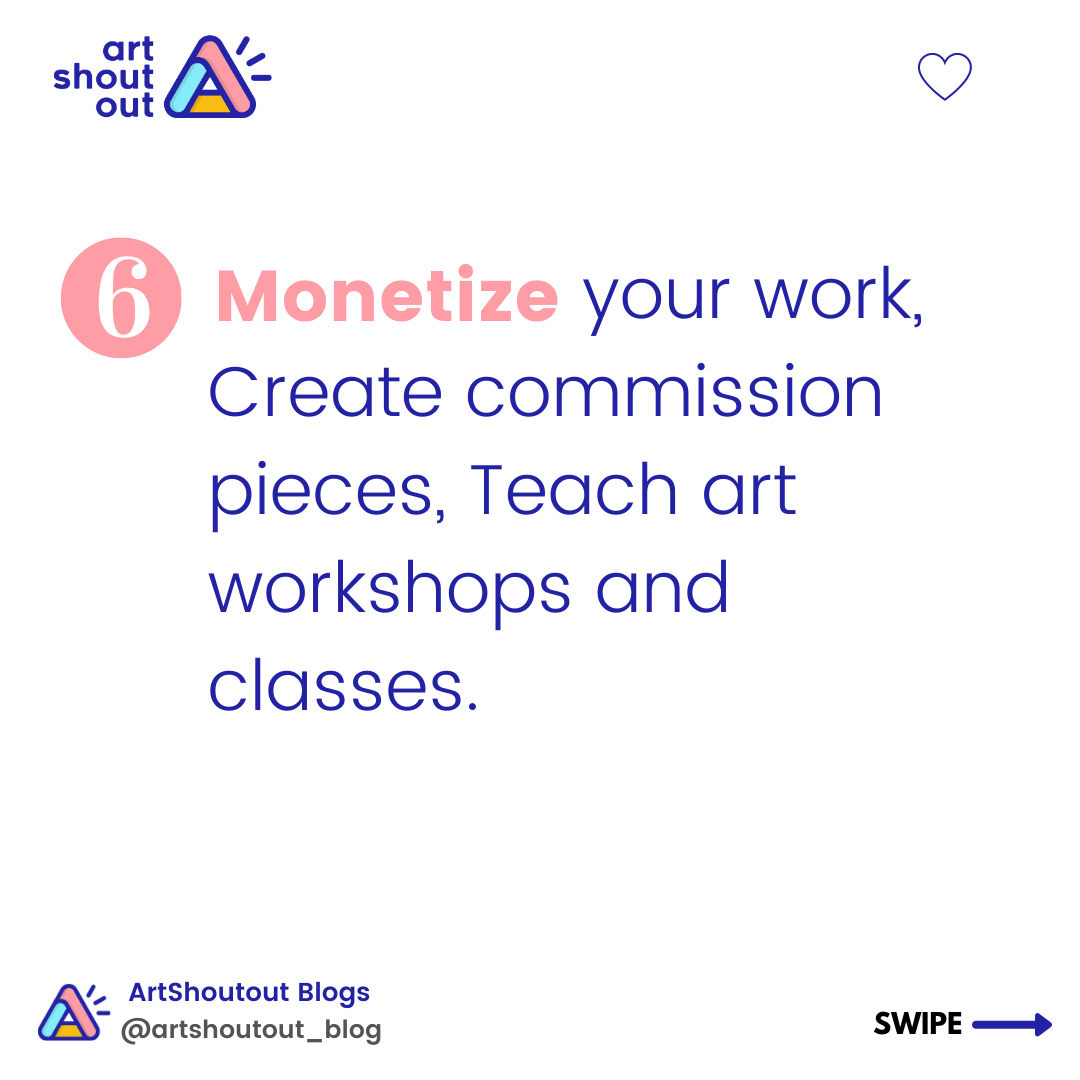 art
shout
out
6 Monetize your work,
Create commission
pieces, Teach art
workshops and
classes.
ArtShoutout Blogs
@artshoutout_blog
SWIPE